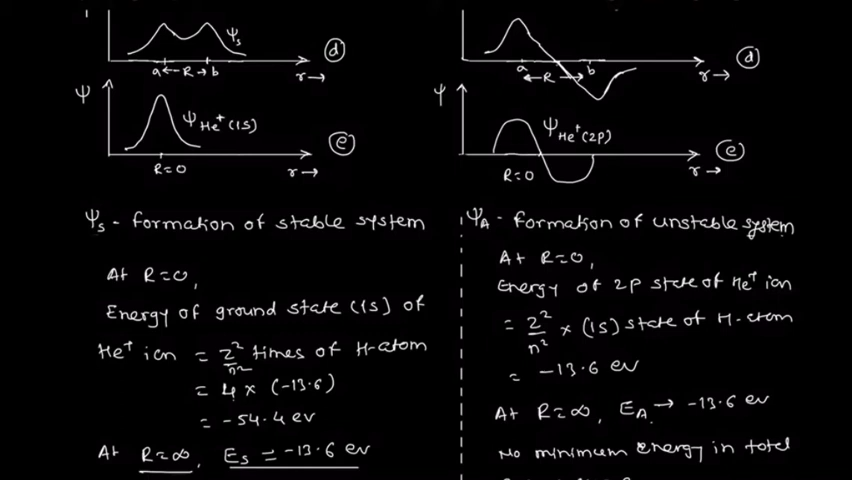 ψs
d
a ←R→ b
r→
ψ
ψHe⁺(1S)
e
R=0
r→
ψs - formation of stable system
At R=0,
Energy of ground state (1S) of
He⁺ ion = Z²/n² times of H-atom
= 4 × (-13.6)
= -54.4 eV
At R=∞, Es = -13.6 eV
d
a ←R→ b
r→
ψ
ψHe⁺(2P)
e
R=0
r→
ψA - formation of unstable system
At R=0,
Energy of 2P state of He⁺ ion
= Z²/n² × (1S) state of H-atom
= -13.6 eV
At R=∞, EA → -13.6 eV
No minimum energy in total